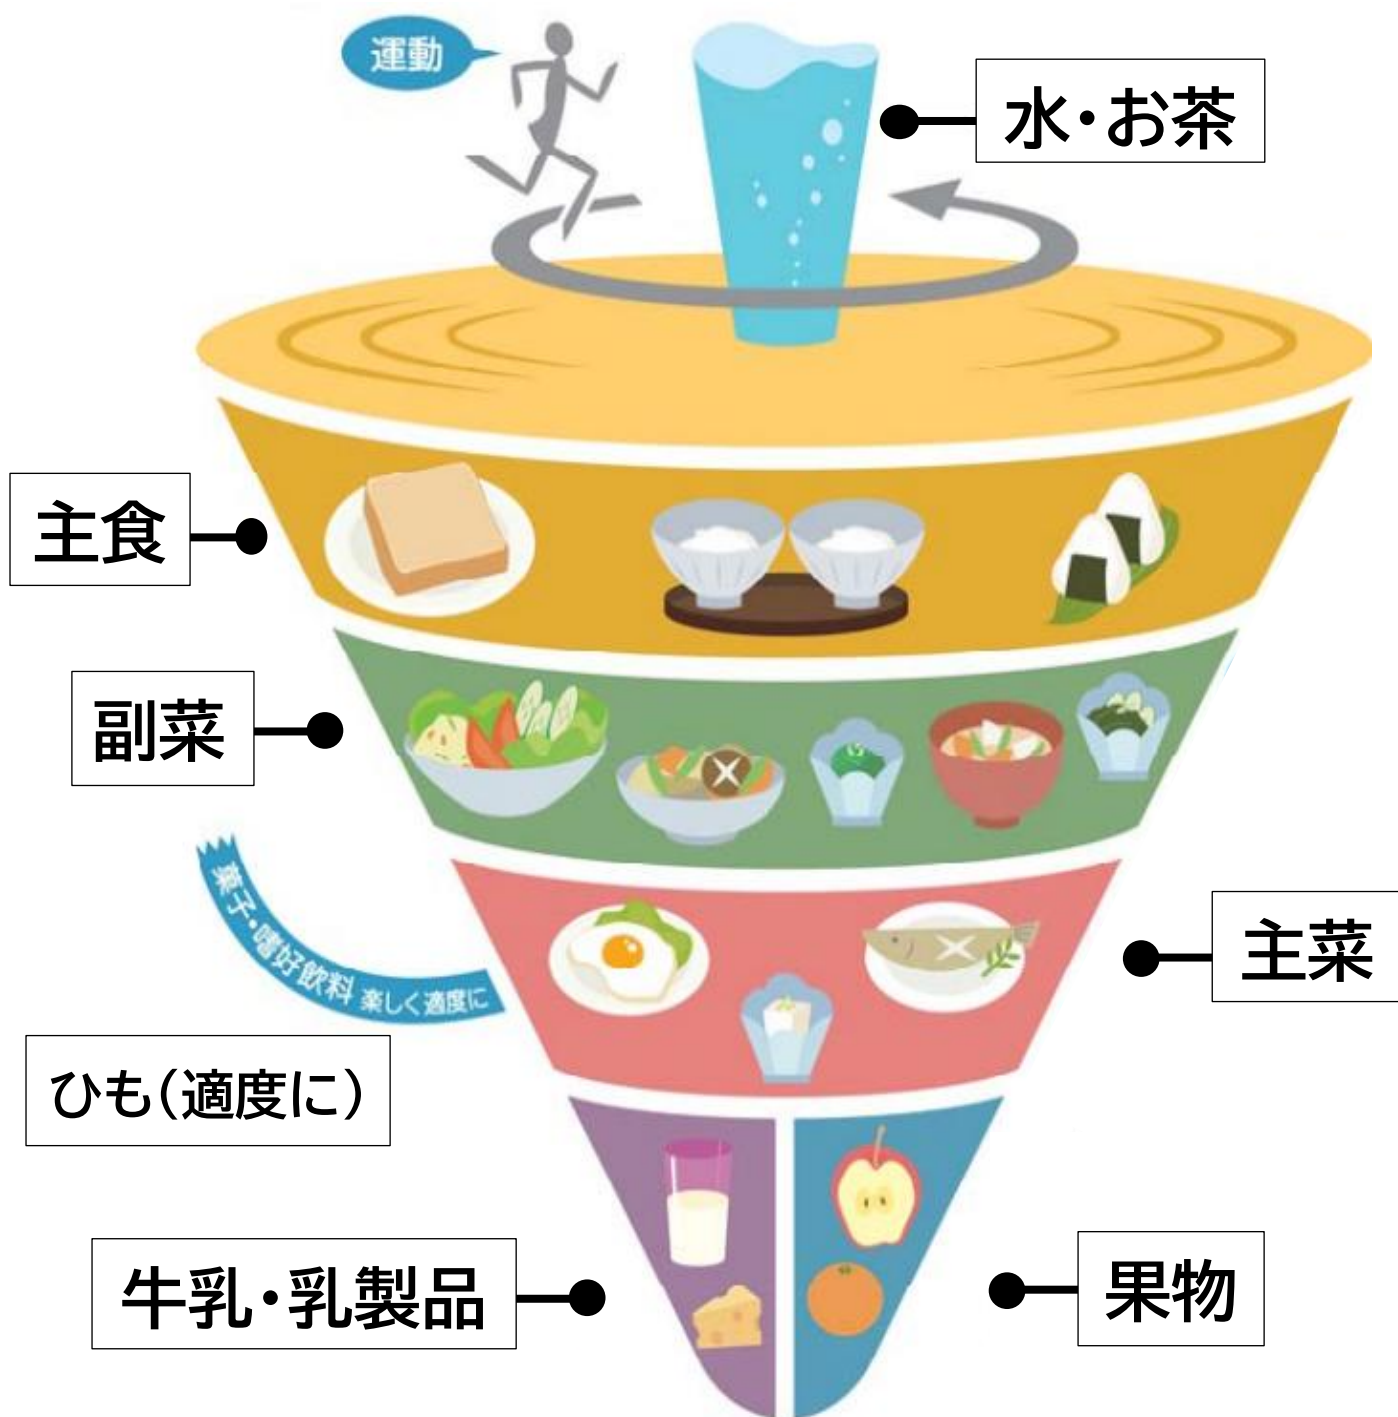 運動
水・お茶
主食
副菜
菓子・嗜好飲料 楽しく適度に
主菜
ひも(適度に)
牛乳・乳製品
果物